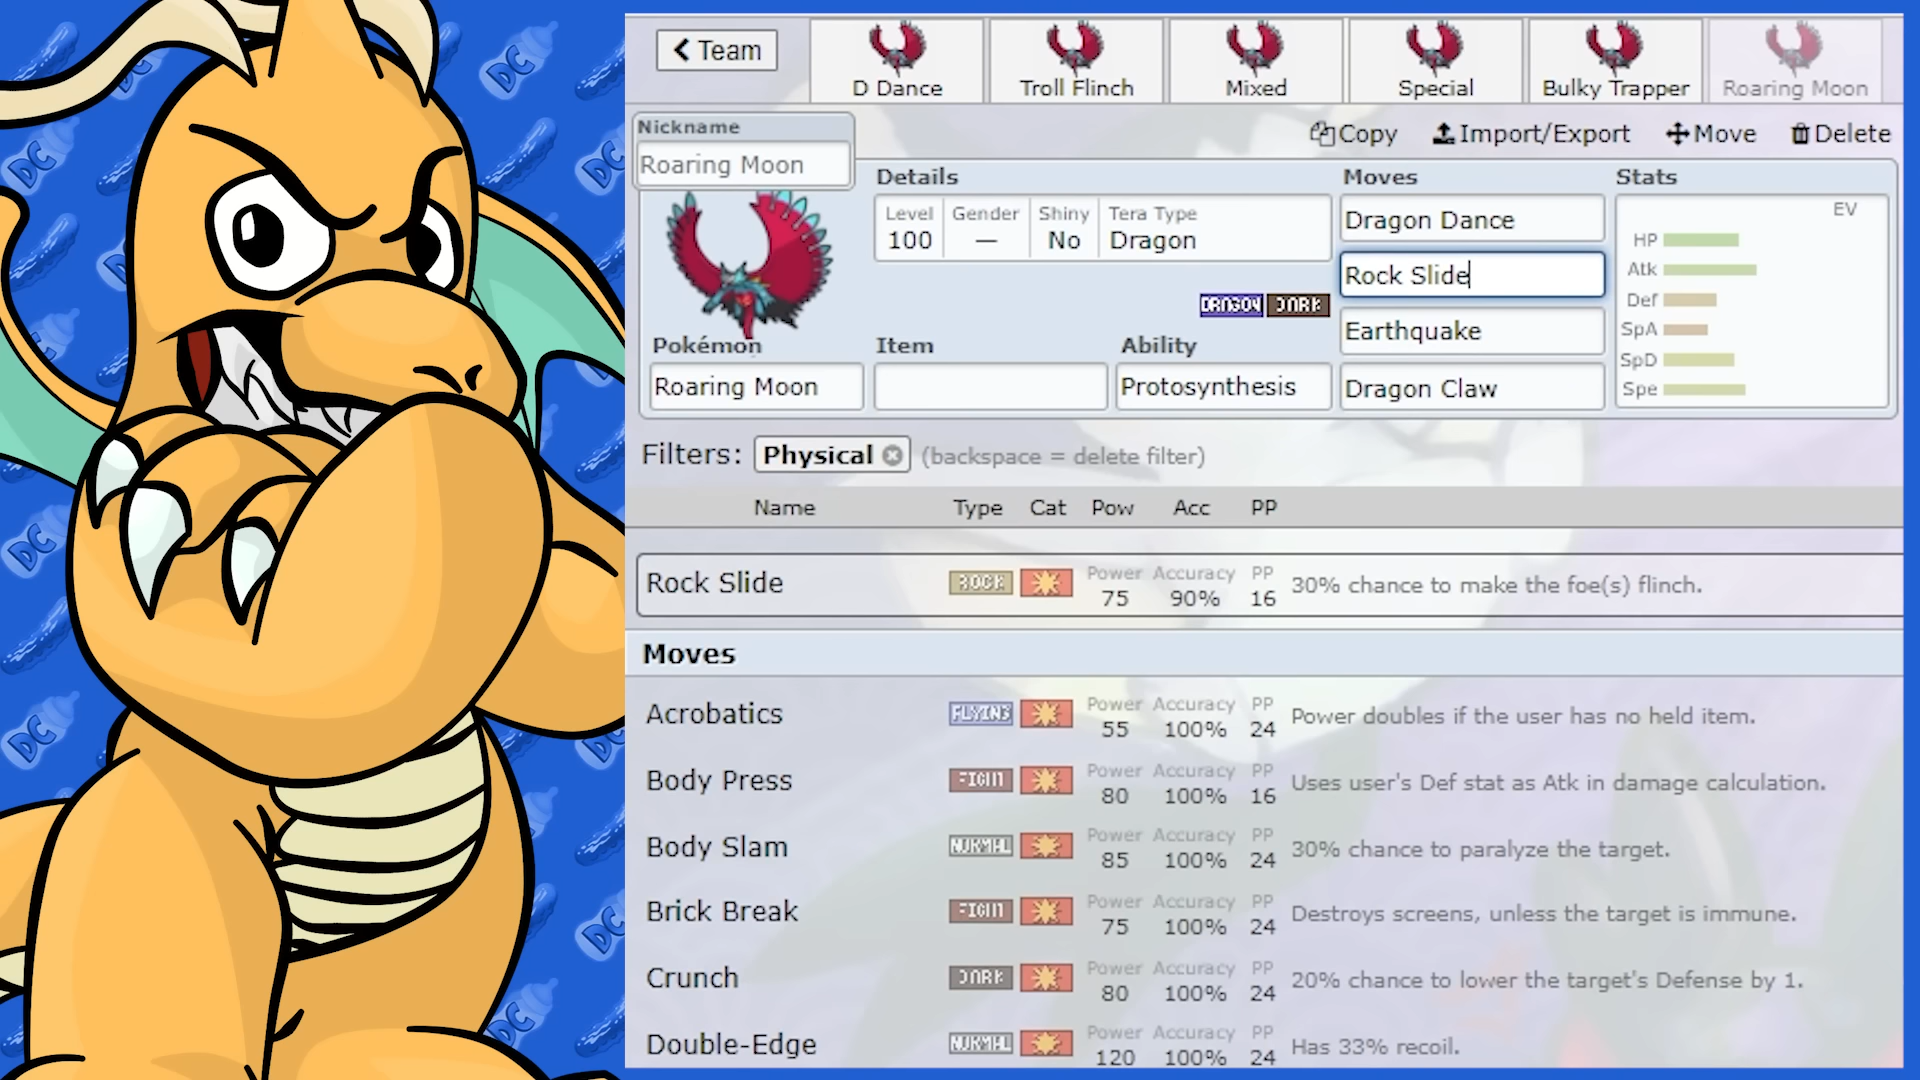 Team
D Dance
Troll Flinch
Mixed
Special
Bulky Trapper
Roaring Moon
Copy
Import/Export
Move
Delete
Nickname
Roaring Moon
Details
Level
100
Gender
—
Shiny
No
Tera Type
Dragon
DRAGON
DARK
Pokémon
Roaring Moon
Item
Ability
Protosynthesis
Moves
Dragon Dance
Rock Slide
Earthquake
Dragon Claw
Stats
EV
HP
Atk
Def
SpA
SpD
Spe
Filters: Physical (backspace = delete filter)
Name Type Cat Pow Acc PP
Rock Slide ROCK Power 75 Accuracy 90% PP 16 30% chance to make the foe(s) flinch.
Moves
Acrobatics FLYING Power 55 Accuracy 100% PP 24 Power doubles if the user has no held item.
Body Press FIGHT Power 80 Accuracy 100% PP 16 Uses user's Def stat as Atk in damage calculation.
Body Slam NORMAL Power 85 Accuracy 100% PP 24 30% chance to paralyze the target.
Brick Break FIGHT Power 75 Accuracy 100% PP 24 Destroys screens, unless the target is immune.
Crunch DARK Power 80 Accuracy 100% PP 24 20% chance to lower the target's Defense by 1.
Double-Edge NORMAL Power 120 Accuracy 100% PP 24 Has 33% recoil.
DC
DC
DC
DC
DC
DC
DC
DC
DC